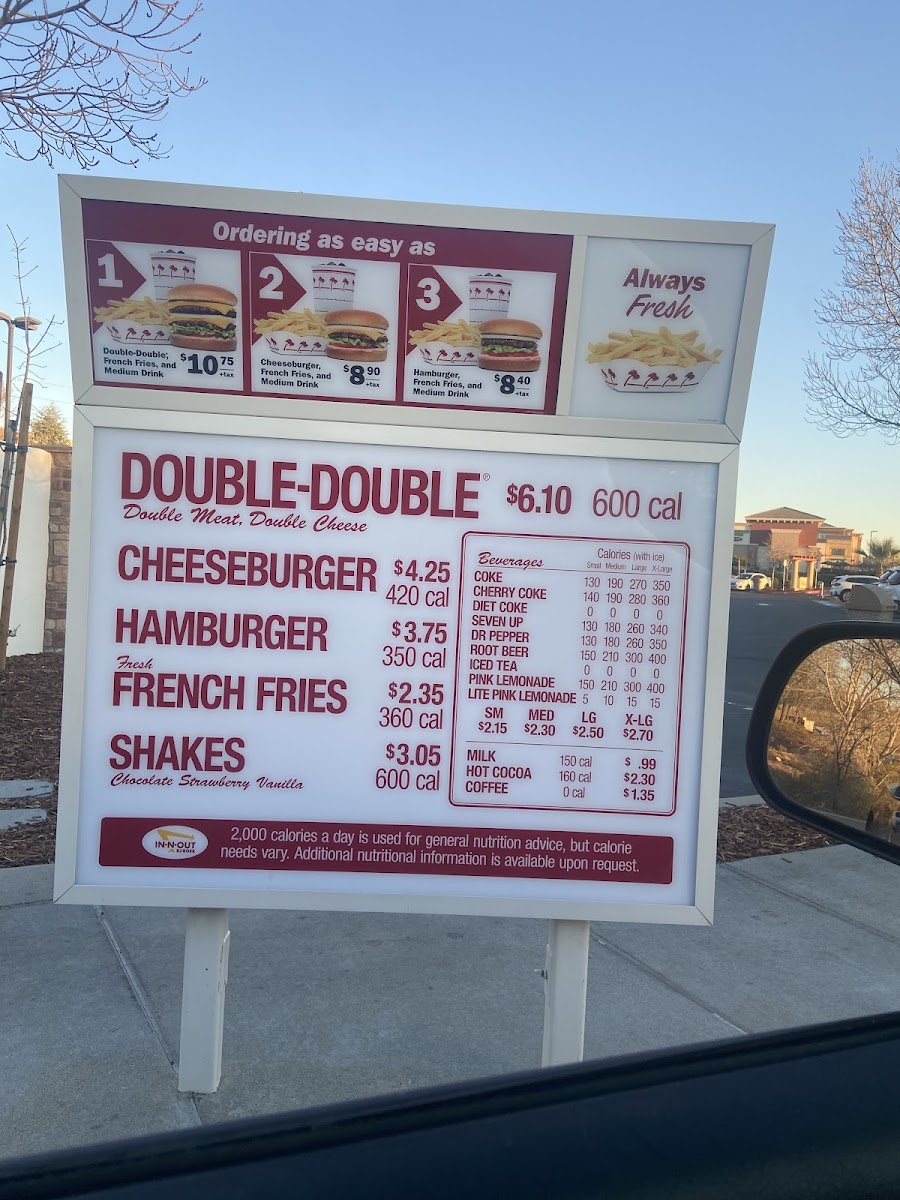 Ordering as easy as
1
Double-Double,
French Fries, and
Medium Drink
$10 75
+tax
2
Cheeseburger,
French Fries, and
Medium Drink
$8 90
+tax
3
Hamburger,
French Fries, and
Medium Drink
$8 40
+tax
Always
Fresh
DOUBLE-DOUBLE® $6.10 600 cal
Double Meat, Double Cheese
CHEESEBURGER $4.25
420 cal
HAMBURGER $3.75
350 cal
Fresh
FRENCH FRIES $2.35
360 cal
SHAKES $3.05
Chocolate Strawberry Vanilla 600 cal
Beverages Calories (with ice)
Small Medium Large X-Large
COKE 130 190 270 350
CHERRY COKE 140 190 280 360
DIET COKE 0 0 0 0
SEVEN UP 130 180 260 340
DR PEPPER 130 180 260 350
ROOT BEER 150 210 300 400
ICED TEA 0 0 0 0
PINK LEMONADE 150 210 300 400
LITE PINK LEMONADE 5 10 15 15
SM MED LG X-LG
$2.15 $2.30 $2.50 $2.70
MILK 150 cal $ .99
HOT COCOA 160 cal $2.30
COFFEE 0 cal $1.35
IN-N-OUT
BURGER
2,000 calories a day is used for general nutrition advice, but calorie
needs vary. Additional nutritional information is available upon request.